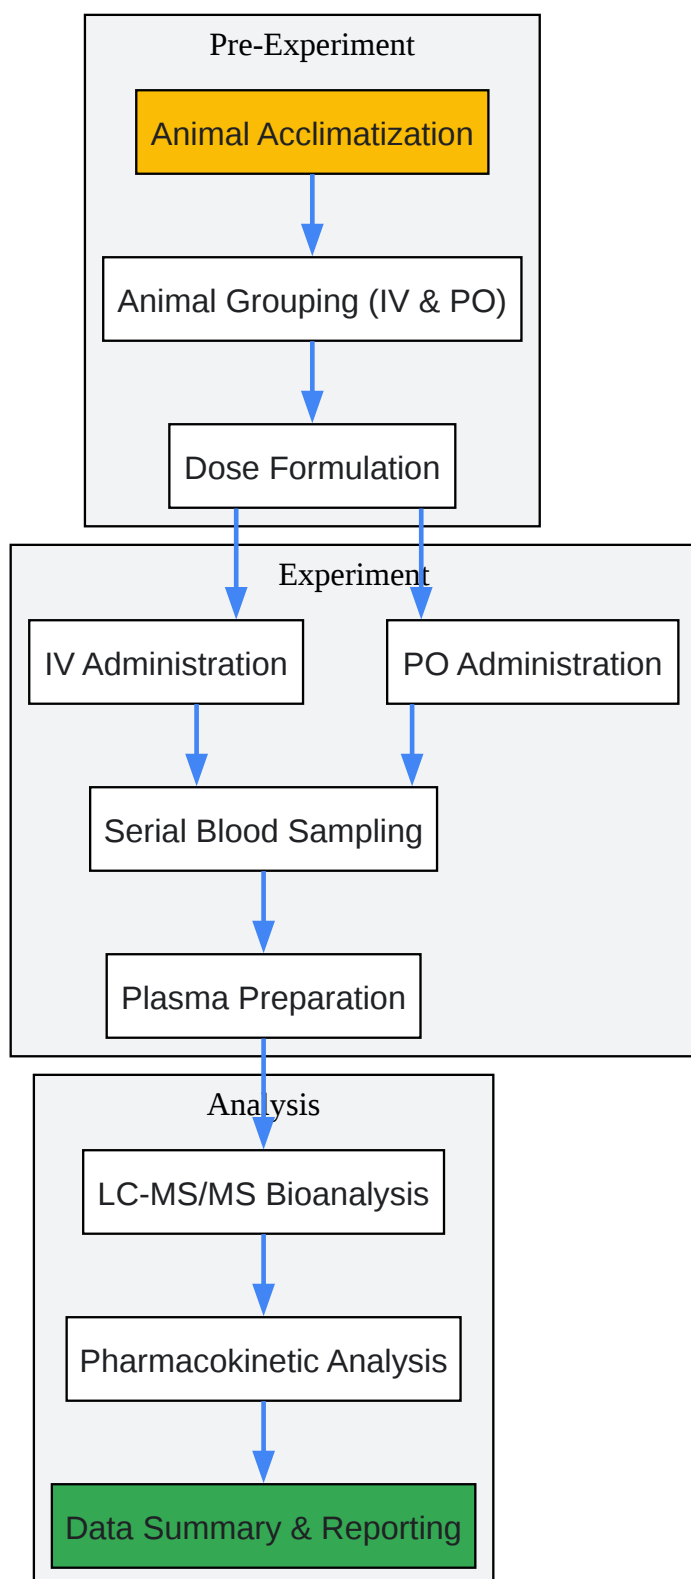 Pre-Experiment
Animal Acclimatization
Animal Grouping (IV & PO)
Dose Formulation
Experiment
IV Administration
PO Administration
Serial Blood Sampling
Plasma Preparation
Analysis
LC-MS/MS Bioanalysis
Pharmacokinetic Analysis
Data Summary & Reporting